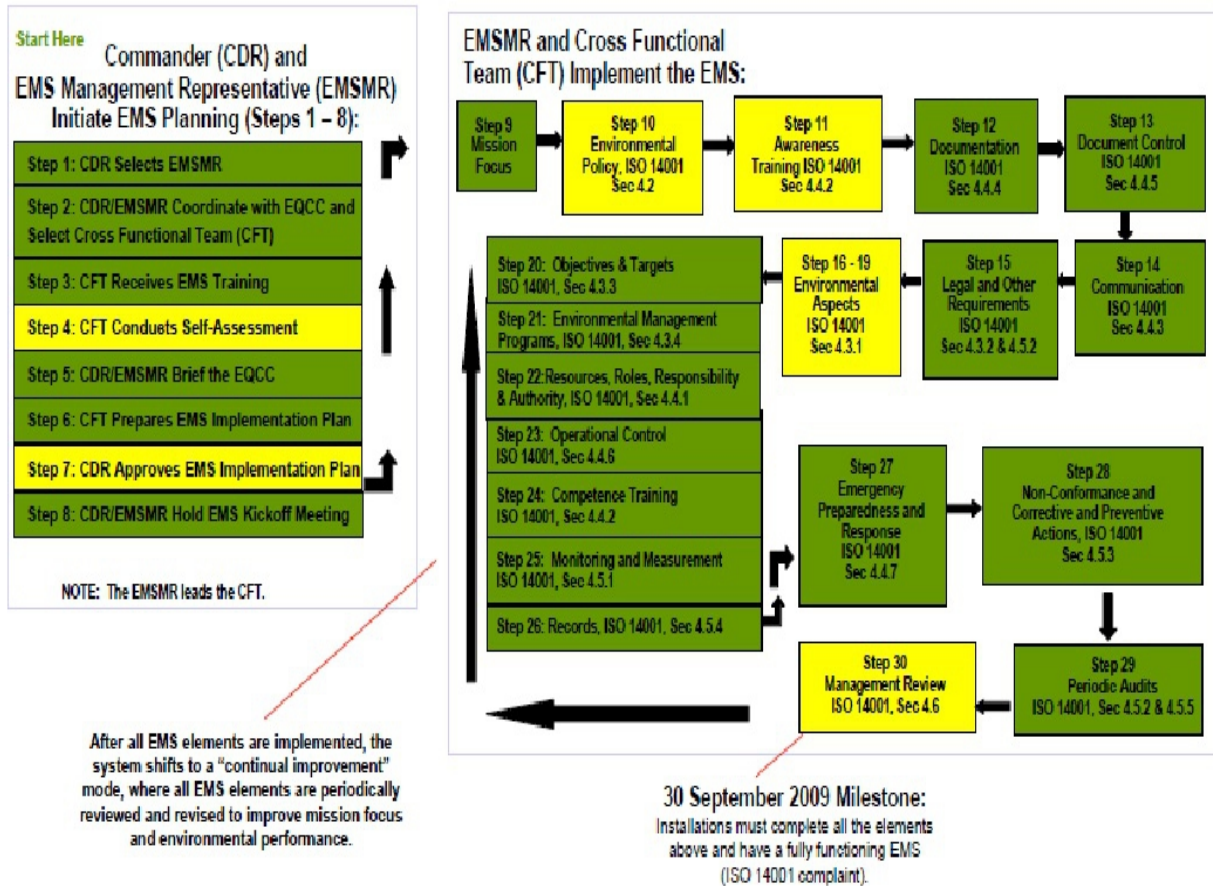 Start Here
Commander (CDR) and
EMS Management Representative (EMSMR)
Initiate EMS Planning (Steps 1 – 8):
Step 1: CDR Selects EMSMR
Step 2: CDR/EMSMR Coordinate with EQCC and
Select Cross Functional Team (CFT)
Step 3: CFT Receives EMS Training
Step 4: CFT Conducts Self-Assessment
Step 5: CDR/EMSMR Brief the EQCC
Step 6: CFT Prepares EMS Implementation Plan
Step 7: CDR Approves EMS Implementation Plan
Step 8: CDR/EMSMR Hold EMS Kickoff Meeting
NOTE: The EMSMR leads the CFT.
EMSMR and Cross Functional
Team (CFT) Implement the EMS:
Step 9
Mission
Focus
Step 10
Environmental
Policy, ISO 14001
Sec 4.2
Step 11
Awareness
Training ISO 14001
Sec 4.4.2
Step 12
Documentation
ISO 14001
Sec 4.4.4
Step 13
Document Control
ISO 14001
Sec 4.4.5
Step 14
Communication
ISO 14001
Sec 4.4.3
Step 15
Legal and Other
Requirements
ISO 14001
Sec 4.3.2 & 4.5.2
Step 16 - 19
Environmental
Aspects
ISO 14001
Sec 4.3.1
Step 20: Objectives & Targets
ISO 14001, Sec 4.3.3
Step 21: Environmental Management
Programs, ISO 14001, Sec 4.3.4
Step 22:Resources, Roles, Responsibility
& Authority, ISO 14001, Sec 4.4.1
Step 23: Operational Control
ISO 14001, Sec 4.4.6
Step 24: Competence Training
ISO 14001, Sec 4.4.2
Step 25: Monitoring and Measurement
ISO 14001, Sec 4.5.1
Step 26: Records, ISO 14001, Sec 4.5.4
Step 27
Emergency
Preparedness and
Response
ISO 14001
Sec 4.4.7
Step 28
Non-Conformance and
Corrective and Preventive
Actions, ISO 14001
Sec 4.5.3
Step 29
Periodic Audits
ISO 14001, Sec 4.5.2 & 4.5.5
Step 30
Management Review
ISO 14001, Sec 4.6
After all EMS elements are implemented, the
system shifts to a “continual improvement”
mode, where all EMS elements are periodically
reviewed and revised to improve mission focus
and environmental performance.
30 September 2009 Milestone:
Installations must complete all the elements
above and have a fully functioning EMS
(ISO 14001 complaint).